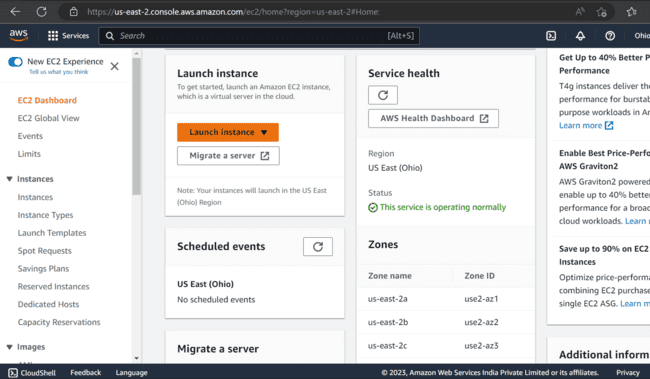 https://us-east-2.console.aws.amazon.com/ec2/home?region=us-east-2#Home:
aws
Services
Search
[Alt+S]
Ohio
New EC2 Experience
Tell us what you think
EC2 Dashboard
EC2 Global View
Events
Limits
Instances
Instances
Instance Types
Launch Templates
Spot Requests
Savings Plans
Reserved Instances
Dedicated Hosts
Capacity Reservations
Images
Launch instance
To get started, launch an Amazon EC2 instance,
which is a virtual server in the cloud.
Launch instance
Migrate a server
Note: Your instances will launch in the US East
(Ohio) Region
Scheduled events
US East (Ohio)
No scheduled events
Migrate a server
Service health
AWS Health Dashboard
Region
US East (Ohio)
Status
This service is operating normally
Zones
Zone name Zone ID
us-east-2a use2-az1
us-east-2b use2-az2
us-east-2c use2-az3
Get Up to 40% Better P
Performance
T4g instances deliver the
performance for burstab
purpose workloads in Am
Learn more
Enable Best Price-Perfo
AWS Graviton2
AWS Graviton2 powered
enable up to 40% better
performance for a broad
cloud workloads. Learn m
Save up to 90% on EC2
Instances
Optimize price-performa
combining EC2 purchase
single EC2 ASG. Learn m
Additional inform
CloudShell Feedback Language
© 2023, Amazon Web Services India Private Limited or its affiliates. Privacy